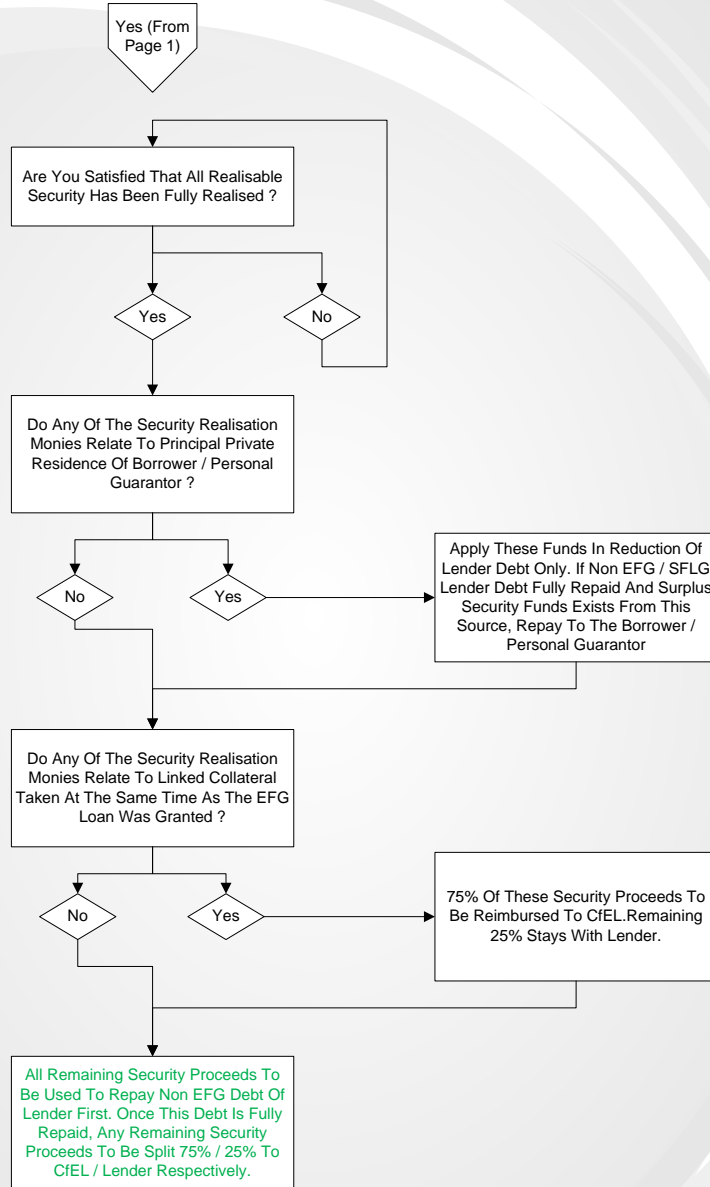 Yes (From
Page 1)
Are You Satisfied That All Realisable
Security Has Been Fully Realised ?
Yes
No
Do Any Of The Security Realisation
Monies Relate To Principal Private
Residence Of Borrower / Personal
Guarantor ?
No
Yes
Apply These Funds In Reduction Of
Lender Debt Only. If Non EFG / SFLG
Lender Debt Fully Repaid And Surplus
Security Funds Exists From This
Source, Repay To The Borrower /
Personal Guarantor
Do Any Of The Security Realisation
Monies Relate To Linked Collateral
Taken At The Same Time As The EFG
Loan Was Granted ?
No
Yes
75% Of These Security Proceeds To
Be Reimbursed To CfEL.Remaining
25% Stays With Lender.
All Remaining Security Proceeds To
Be Used To Repay Non EFG Debt Of
Lender First. Once This Debt Is Fully
Repaid, Any Remaining Security
Proceeds To Be Split 75% / 25% To
CfEL / Lender Respectively.